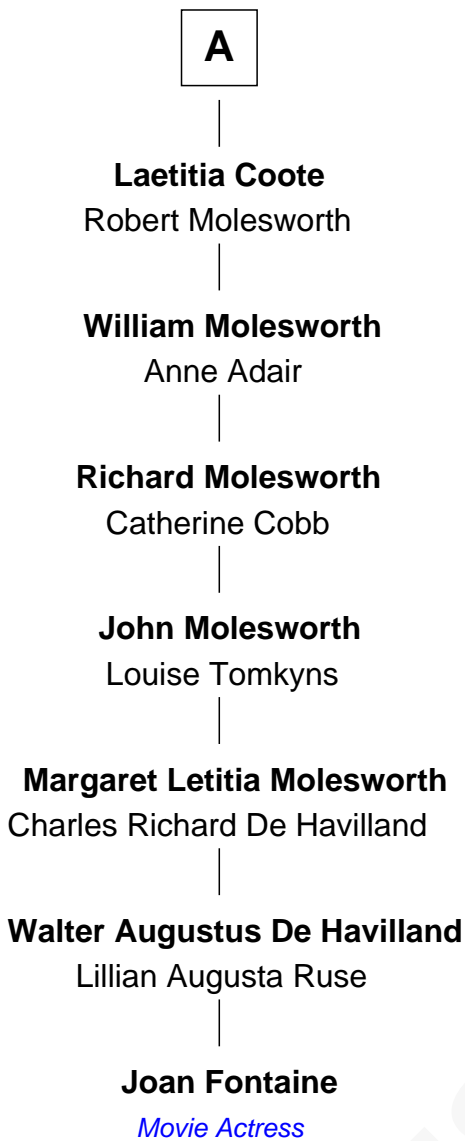 A
Laetitia Coote
Robert Molesworth
William Molesworth
Anne Adair
Richard Molesworth
Catherine Cobb
John Molesworth
Louise Tomkyns
Margaret Letitia Molesworth
Charles Richard De Havilland
Walter Augustus De Havilland
Lillian Augusta Ruse
Joan Fontaine
Movie Actress